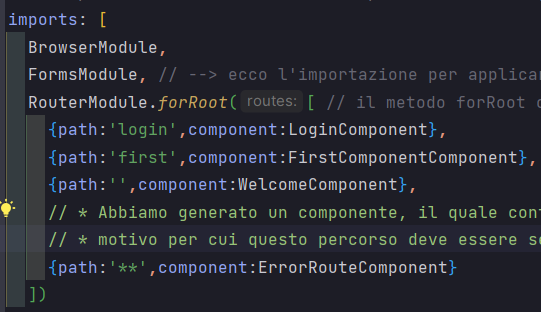 imports: [
BrowserModule,
FormsModule, // --> ecco l'importazione per applicar
RouterModule.forRoot( routes: [ // il metodo forRoot
{path:'login',component:LoginComponent},
{path:'first',component:FirstComponentComponent},
{path:'',component:WelcomeComponent},
// * Abbiamo generato un componente, il quale con
// * motivo per cui questo percorso deve essere
{path:'**',component:ErrorRouteComponent}
])